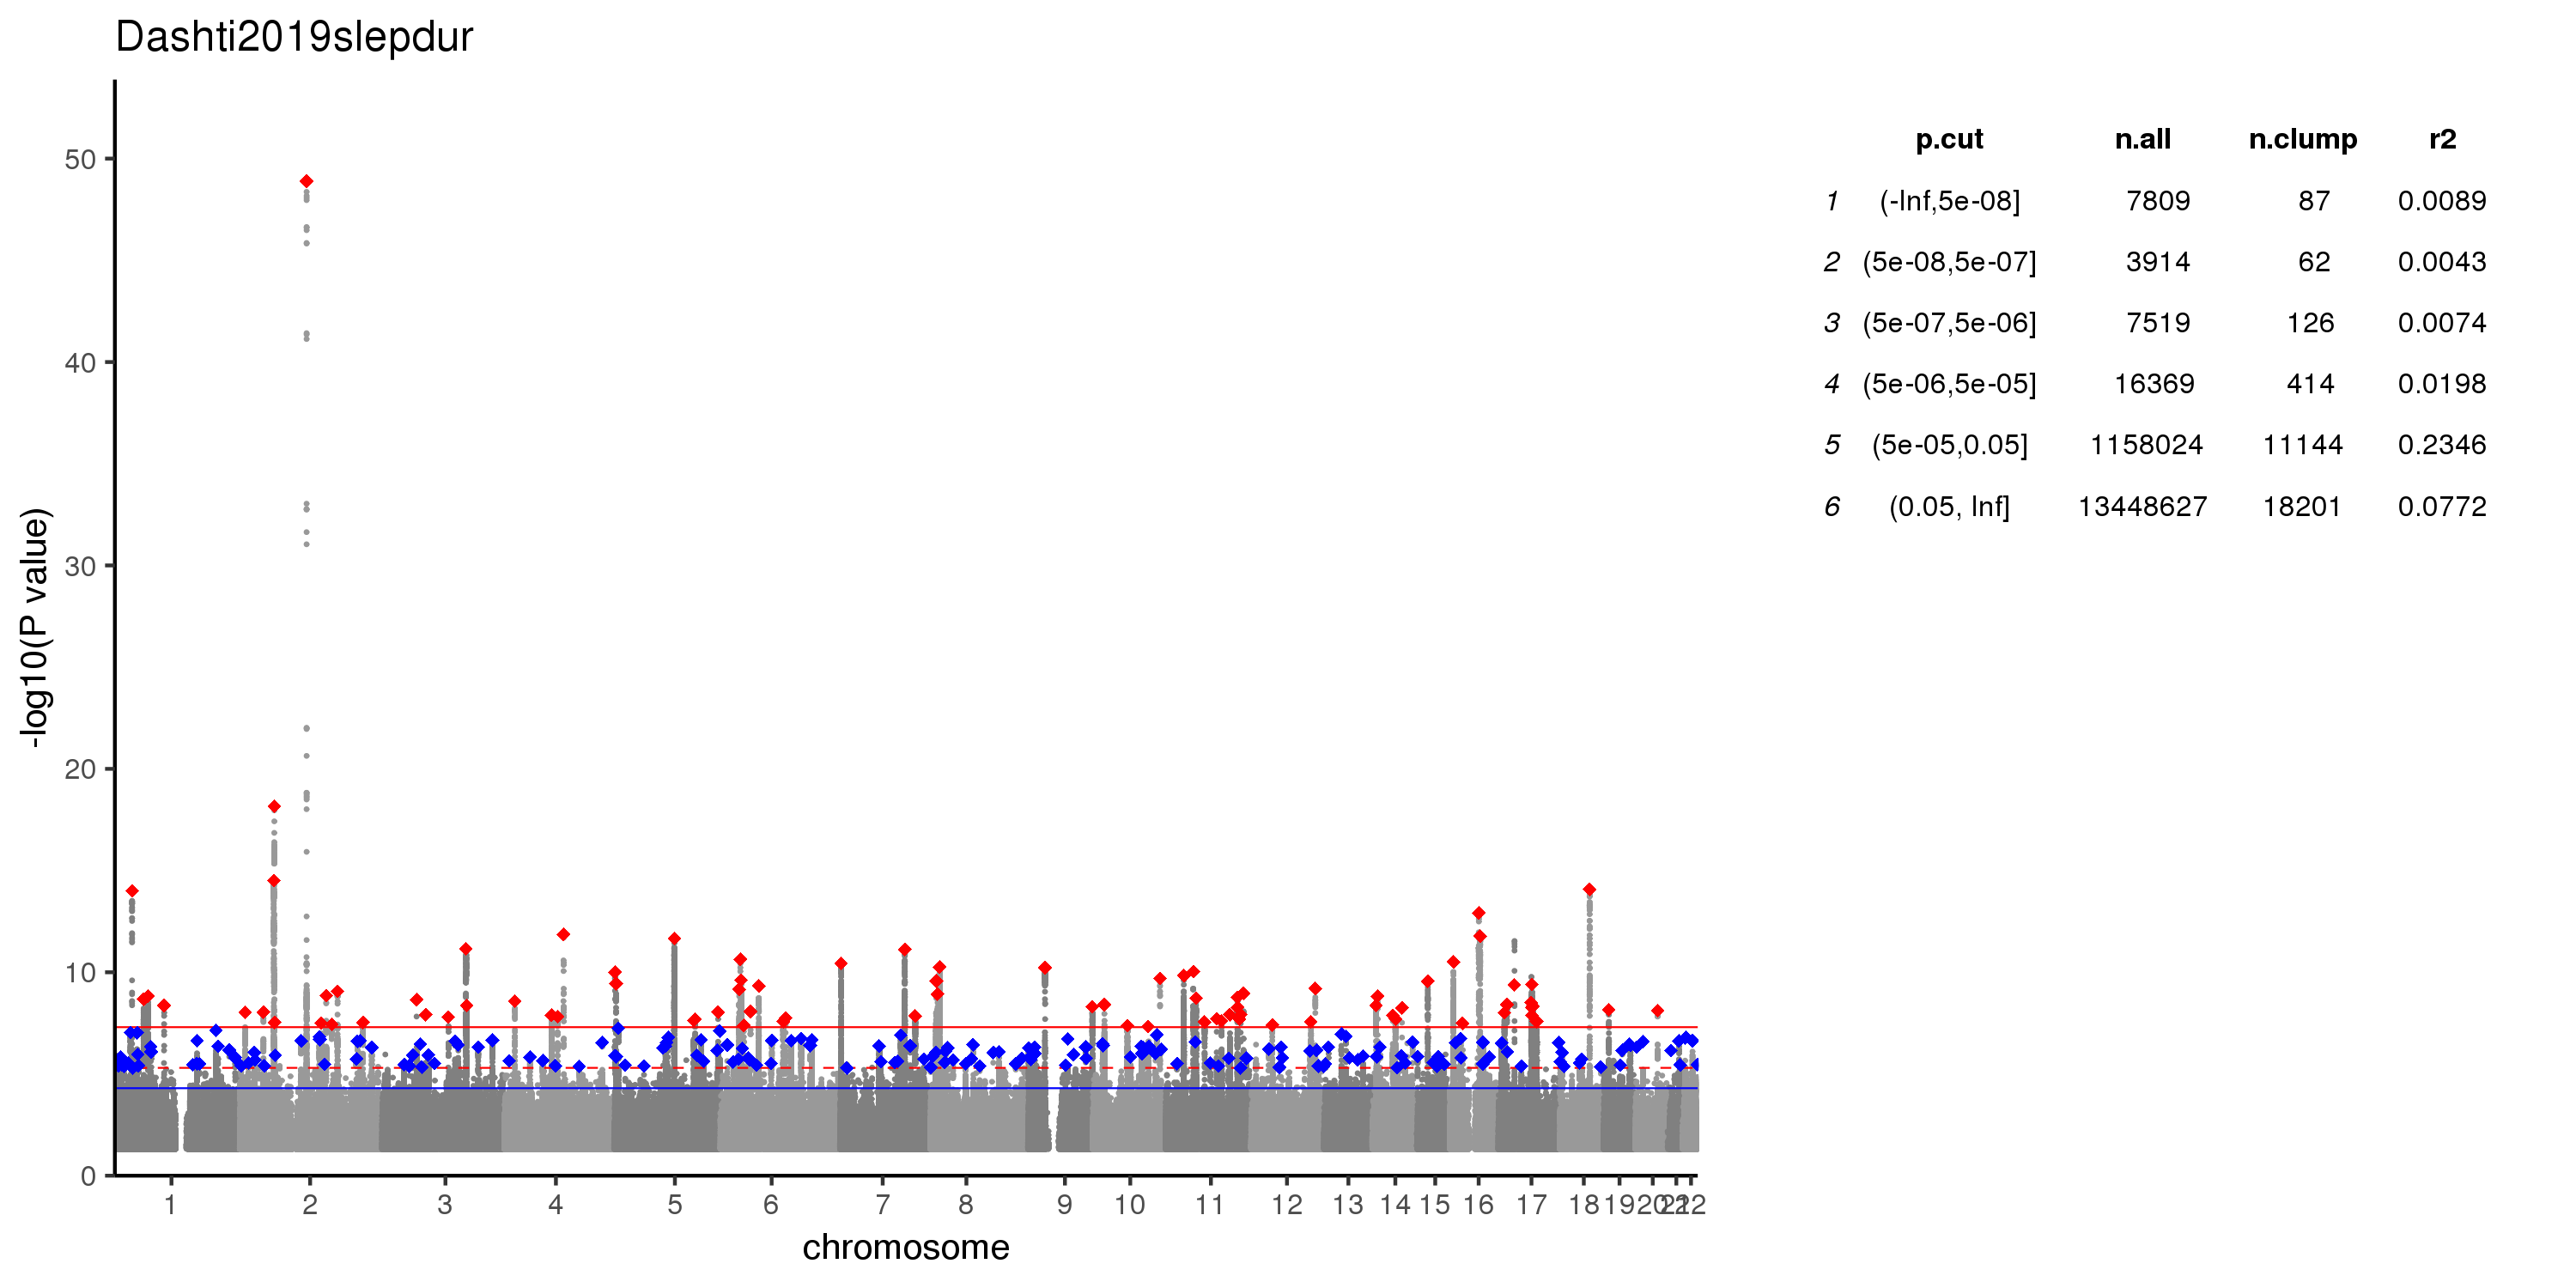 Dashti2019slepdur
p.cut n.all n.clump r2
1 (-Inf,5e-08] 7809 87 0.0089
2 (5e-08,5e-07] 3914 62 0.0043
3 (5e-07,5e-06] 7519 126 0.0074
4 (5e-06,5e-05] 16369 414 0.0198
5 (5e-05,0.05] 1158024 11144 0.2346
6 (0.05, Inf] 13448627 18201 0.0772
-log10(P value)
50
40
30
20
10
0
1 2 3 4 5 6 7 8 9 10 11 12 13 14 15 16 17 18 19 20 21 22
chromosome